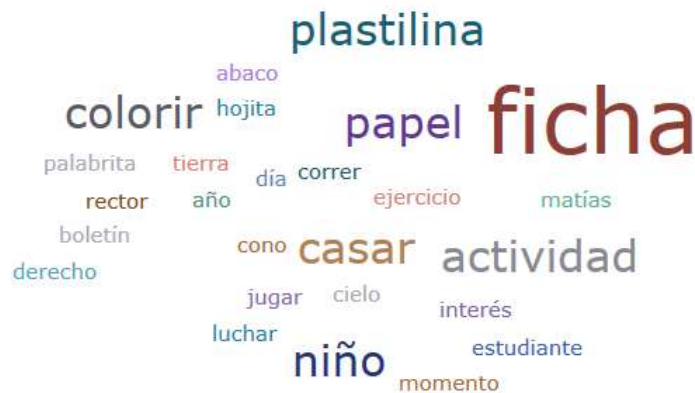 plastilina
abaco
colorir hojita papel ficha
palabrita tierra día correr
rector año ejercicio matías
boletín cono casar actividad
derecho
jugar cielo interés
luchar niño estudiante
momento